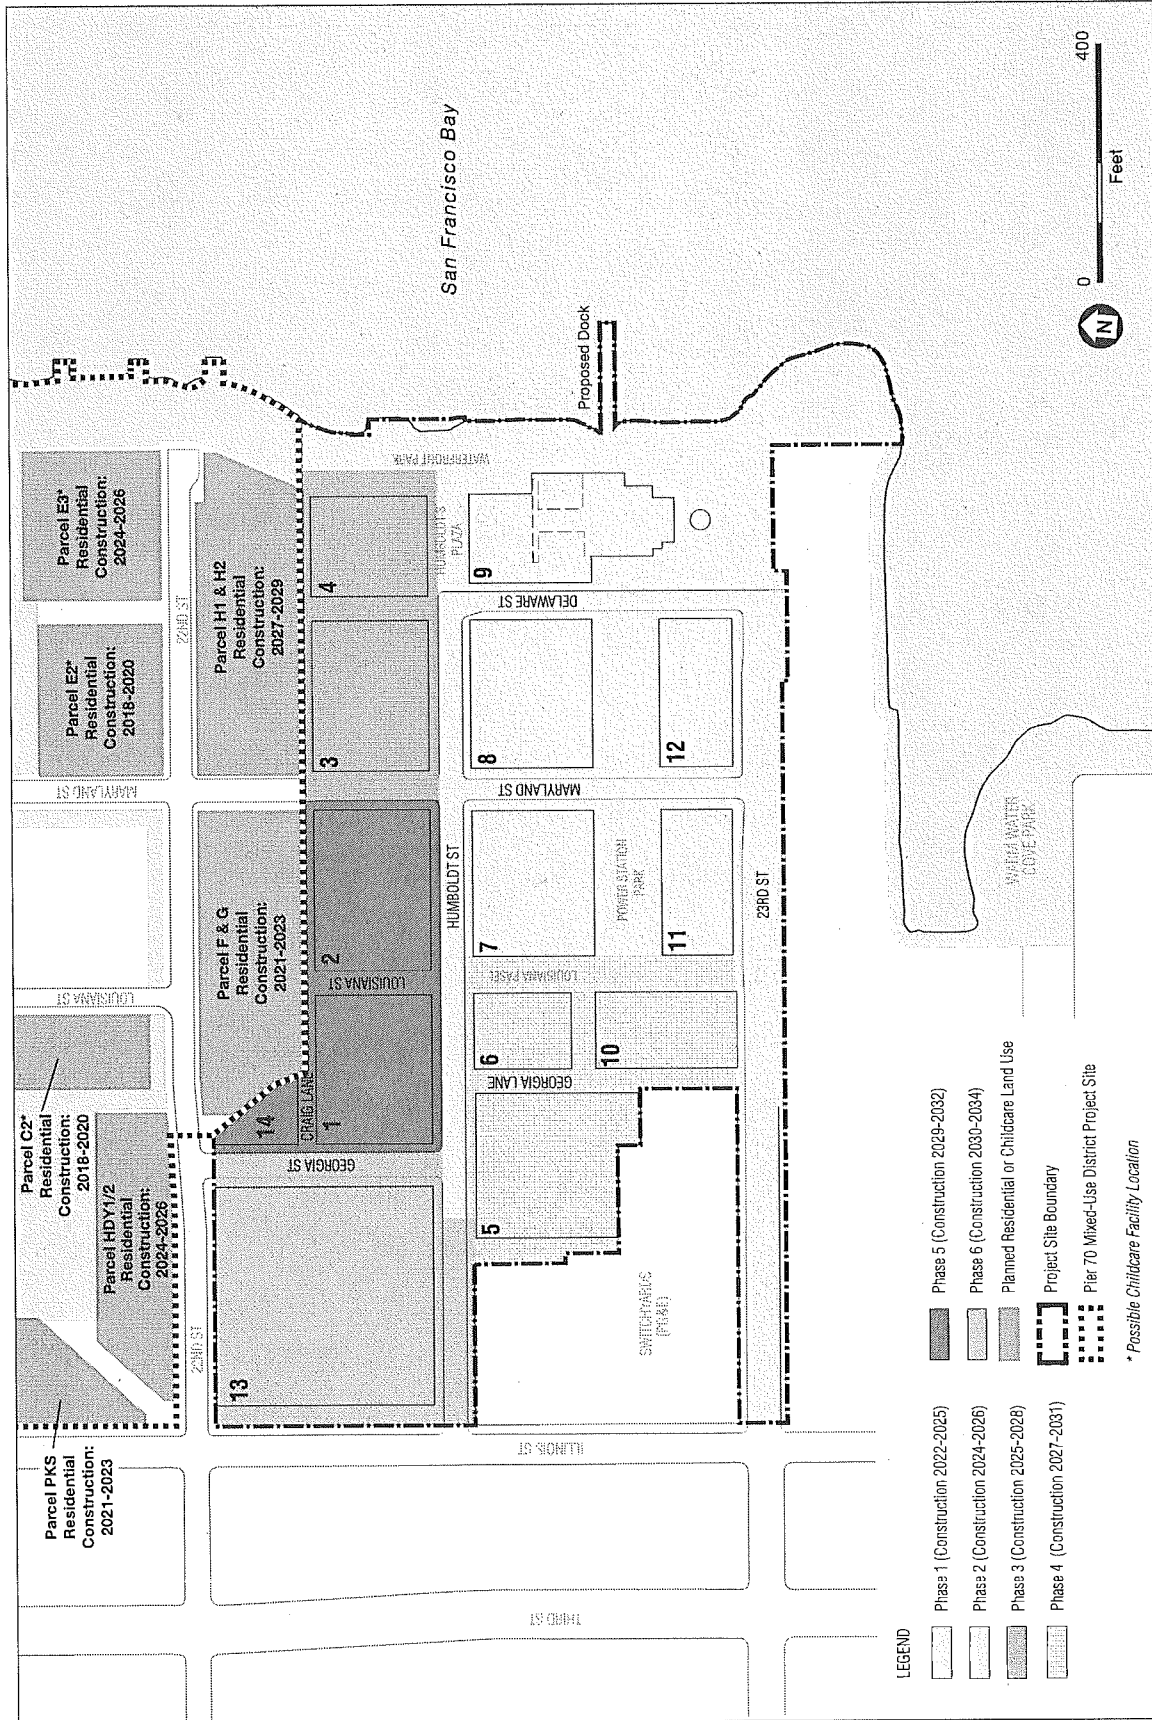 Parcel PKS
Residential
Construction:
2021-2023
Parcel HDY1/2
Residential
Construction:
2024-2026
Parcel C2*
Residential
Construction:
2018-2020
Parcel E2*
Residential
Construction:
2018-2020
Parcel E3*
Residential
Construction:
2024-2026
LOUISIANA ST
MARYLAND ST
22ND ST
22ND ST
Parcel F & G
Residential
Construction:
2021-2023
Parcel H1 & H2
Residential
Construction:
2027-2029
13
GEORGIA ST
14
CRAIG LANE
1
LOUISIANA ST
2
3
4
WATERFRONT PARK
San Francisco Bay
HUMBOLDT ST
HUMBOLDT ST
PLAZA
5
GEORGIA LANE
6
LOUISIANA PASEO
7
MARYLAND ST
8
DELAWARE ST
9
Proposed Dock
THIRD ST
ILLINOIS ST
SWITCHYARDS
(PG&E)
10
POWER STATION
PARK
11
12
23RD ST
WARM WATER
COVE PARK
LEGEND
Phase 1 (Construction 2022-2025)
Phase 2 (Construction 2024-2026)
Phase 3 (Construction 2025-2028)
Phase 4 (Construction 2027-2031)
Phase 5 (Construction 2029-2032)
Phase 6 (Construction 2030-2034)
Planned Residential or Childcare Land Use
Project Site Boundary
Pier 70 Mixed-Use District Project Site
* Possible Childcare Facility Location
N
0
400
Feet